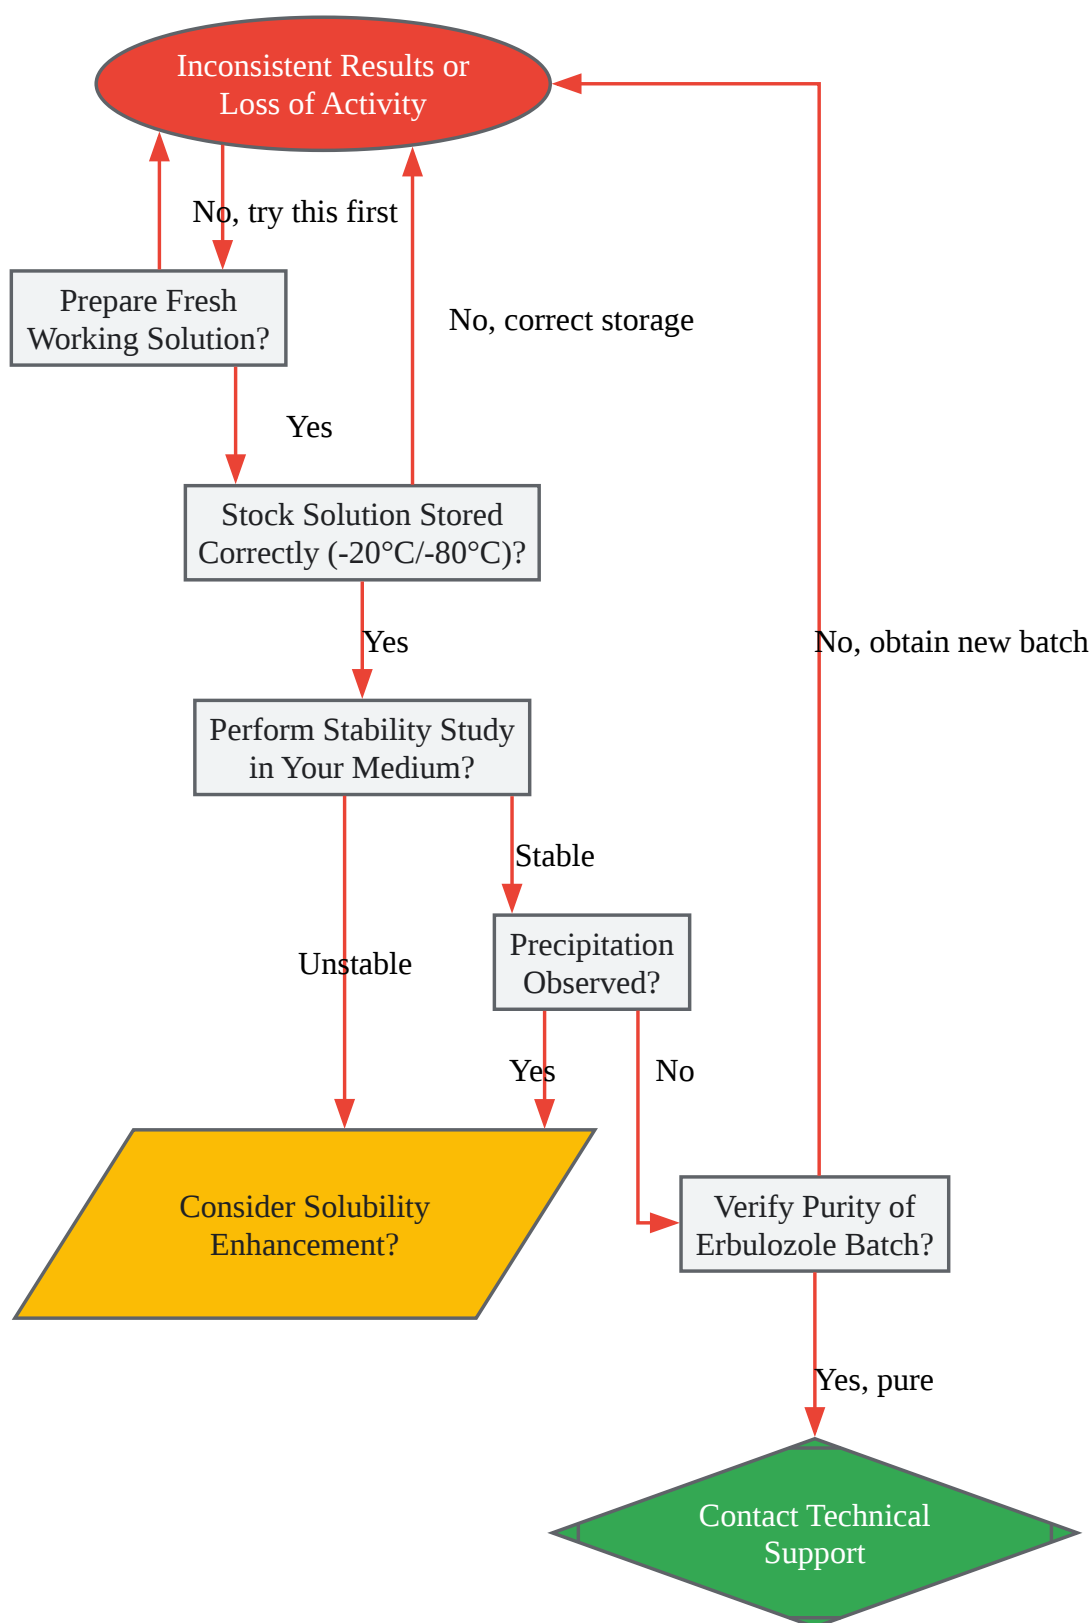 Inconsistent Results or
Loss of Activity
No, try this first
Prepare Fresh
Working Solution?
No, correct storage
Yes
Stock Solution Stored
Correctly (-20°C/-80°C)?
Yes
No, obtain new batch
Perform Stability Study
in Your Medium?
Stable
Unstable
Precipitation
Observed?
Yes
No
Consider Solubility
Enhancement?
Verify Purity of
Erbulozole Batch?
Yes, pure
Contact Technical
Support